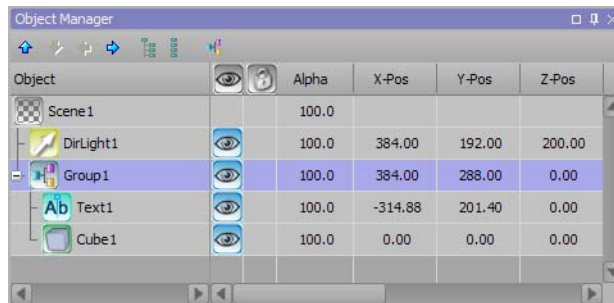 Object Manager
Object Alpha X-Pos Y-Pos Z-Pos
Scene1 100.0
DirLight1 100.0 384.00 192.00 200.00
Group1 100.0 384.00 288.00 0.00
Ab Text1 100.0 -314.88 201.40 0.00
Cube1 100.0 0.00 0.00 0.00